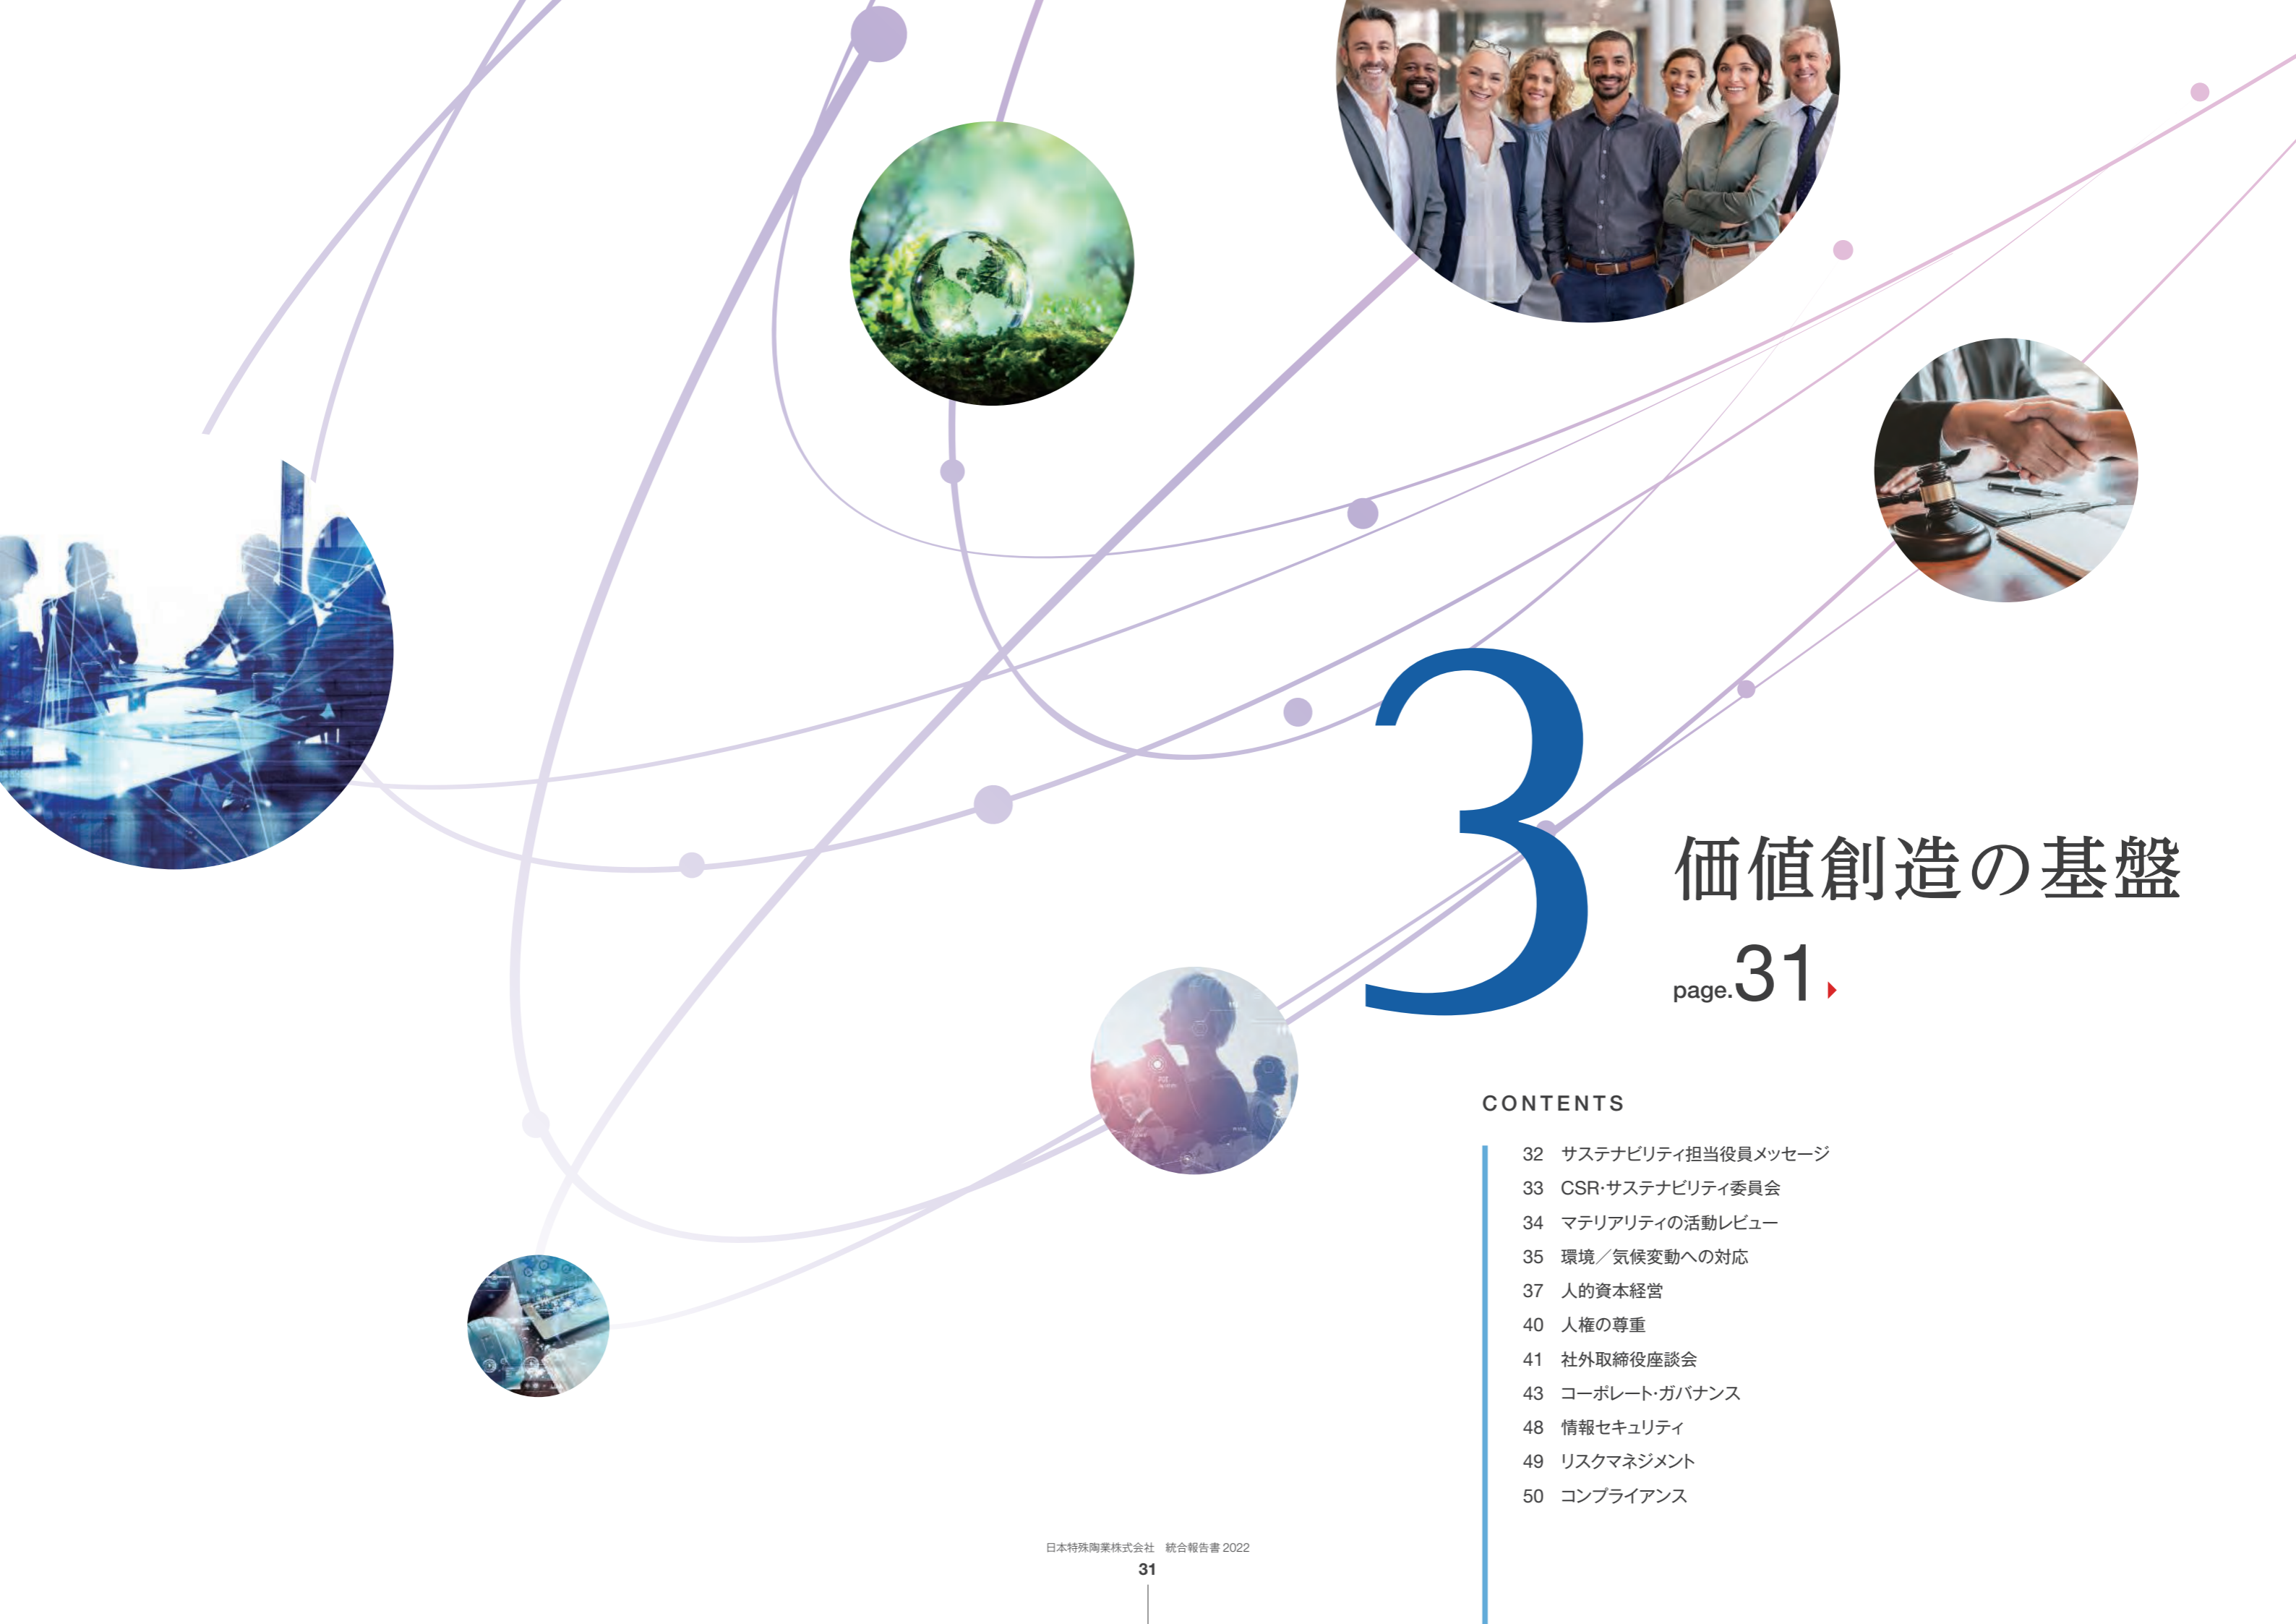 3
価値創造の基盤
page.31
CONTENTS
32 サステナビリティ担当役員メッセージ
33 CSR・サステナビリティ委員会
34 マテリアリティの活動レビュー
35 環境／気候変動への対応
37 人的資本経営
40 人権の尊重
41 社外取締役座談会
43 コーポレート・ガバナンス
48 情報セキュリティ
49 リスクマネジメント
50 コンプライアンス
日本特殊陶業株式会社 統合報告書 2022
31